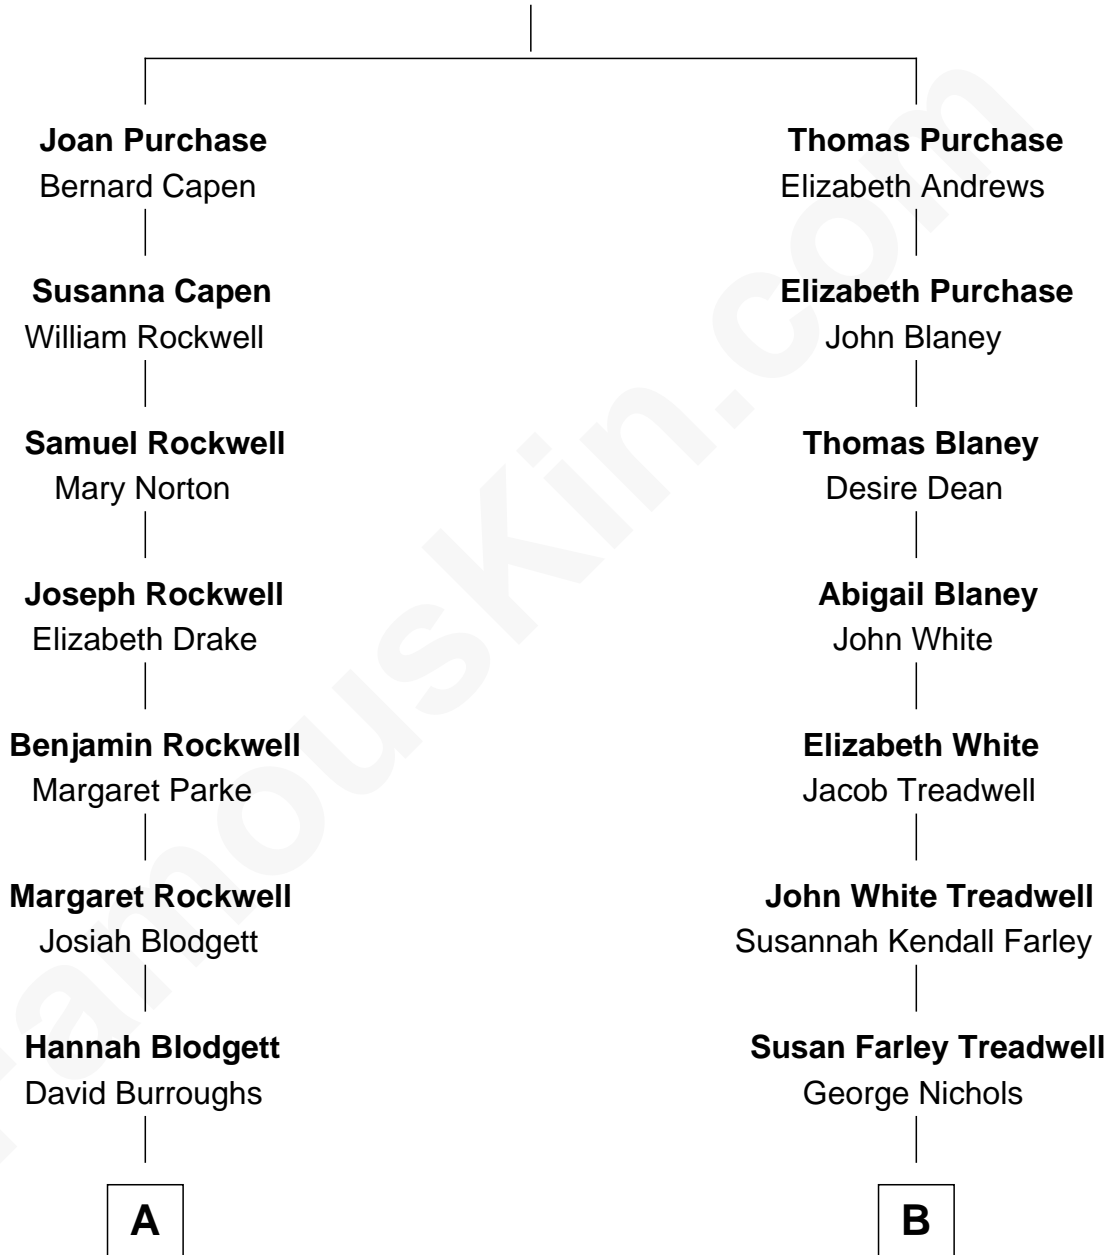 Joan Purchase
Bernard Capen
Susanna Capen
William Rockwell
Samuel Rockwell
Mary Norton
Joseph Rockwell
Elizabeth Drake
Benjamin Rockwell
Margaret Parke
Margaret Rockwell
Josiah Blodgett
Hannah Blodgett
David Burroughs
A
Thomas Purchase
Elizabeth Andrews
Elizabeth Purchase
John Blaney
Thomas Blaney
Desire Dean
Abigail Blaney
John White
Elizabeth White
Jacob Treadwell
John White Treadwell
Susannah Kendall Farley
Susan Farley Treadwell
George Nichols
B
FamousKin.com